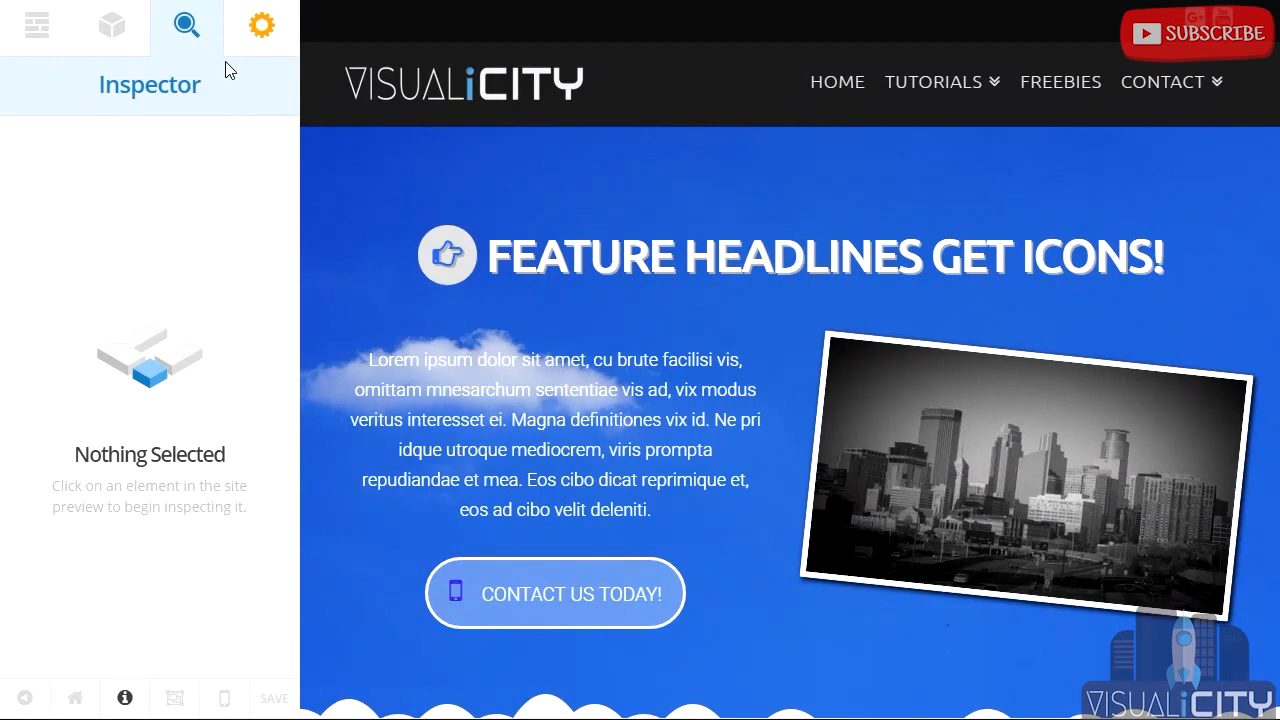 Inspector
Nothing Selected
Click on an element in the site
preview to begin inspecting it.
SAVE
SUBSCRIBE
VISUALiCITY
HOME TUTORIALS FREEBIES CONTACT
FEATURE HEADLINES GET ICONS!
Lorem ipsum dolor sit amet, cu brute facilisi vis,
omittam mnesarchum sententiae vis ad, vix modus
veritus interesset ei. Magna definitiones vix id. Ne pri
idque utroque mediocrem, viris prompta
repudiandae et mea. Eos cibo dicat reprimique et,
eos ad cibo velit deleniti.
CONTACT US TODAY!
VISUALiCITY